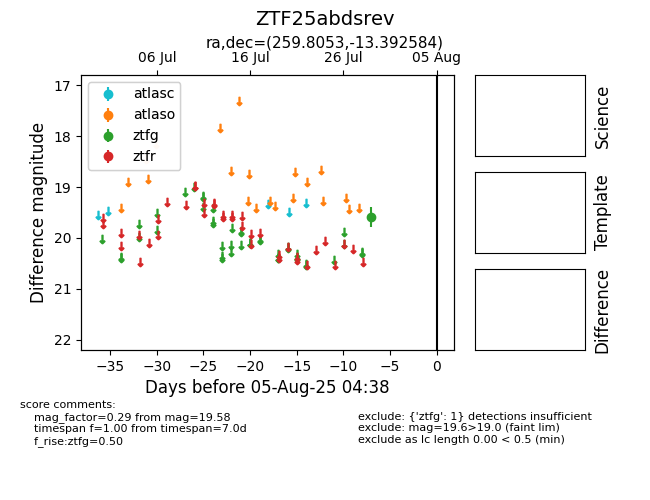 ZTF25abdsrev
ra,dec=(259.8053,-13.392584)
06 Jul 16 Jul 26 Jul 05 Aug
17
18
19
20
21
22
Difference magnitude
atlasc
atlaso
ztfg
ztfr
−35 −30 −25 −20 −15 −10 −5 0
Days before 05-Aug-25 04:38
Science
Template
Difference
score comments:
mag_factor=0.29 from mag=19.58
timespan f=1.00 from timespan=7.0d
f_rise:ztfg=0.50
exclude: {'ztfg': 1} detections insufficient
exclude: mag=19.6>19.0 (faint lim)
exclude as lc length 0.00 < 0.5 (min)